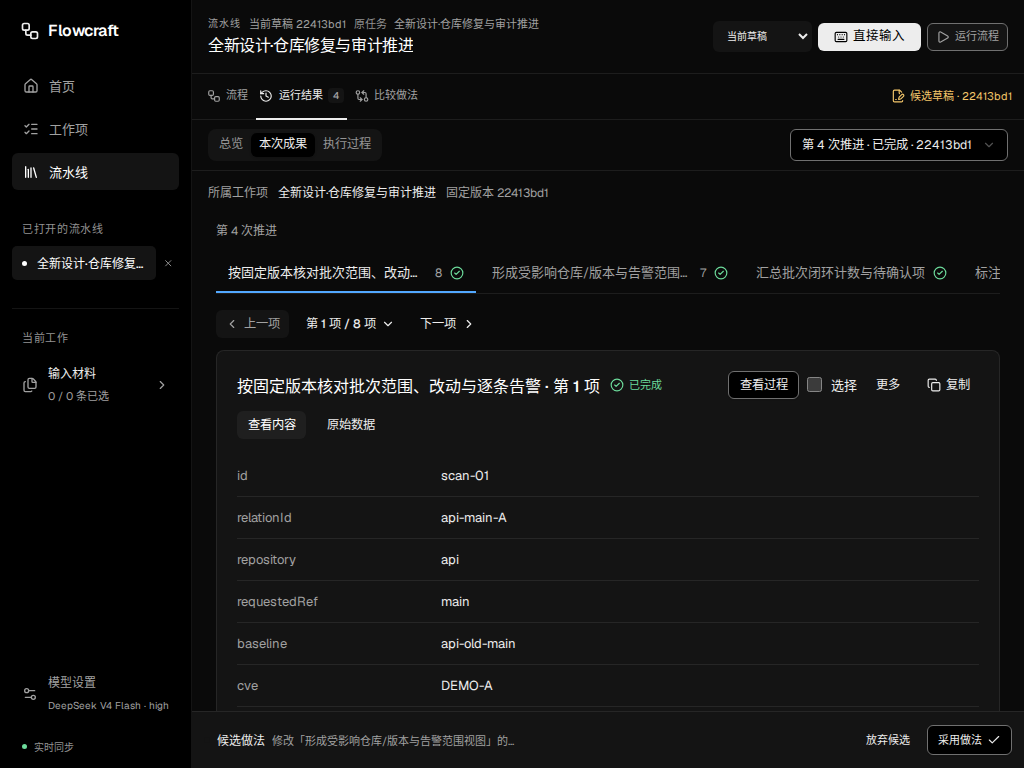 Flowcraft
首页
工作项
流水线
已打开的流水线
全新设计·仓库修复...
当前工作
输入材料
0 / 0 条已选
模型设置
DeepSeek V4 Flash · high
实时同步
流水线 当前草稿 22413bd1 原任务 全新设计·仓库修复与审计推进
全新设计·仓库修复与审计推进
当前草稿
直接输入
运行流程
流程
运行结果 4
比较做法
候选草稿 · 22413bd1
总览 本次成果 执行过程
第 4 次推进 · 已完成 · 22413bd1
所属工作项 全新设计·仓库修复与审计推进 固定版本 22413bd1
第 4 次推进
按固定版本核对批次范围、改动... 8
形成受影响仓库/版本与告警范围... 7
汇总批次闭环计数与待确认项
标注
上一项 第 1 项 / 8 项 下一项
按固定版本核对批次范围、改动与逐条告警 · 第 1 项 已完成
查看过程 选择 更多 复制
查看内容 原始数据
id scan-01
relationId api-main-A
repository api
requestedRef main
baseline api-old-main
cve DEMO-A
候选做法 修改「形成受影响仓库/版本与告警范围视图」的...
放弃候选 采用做法